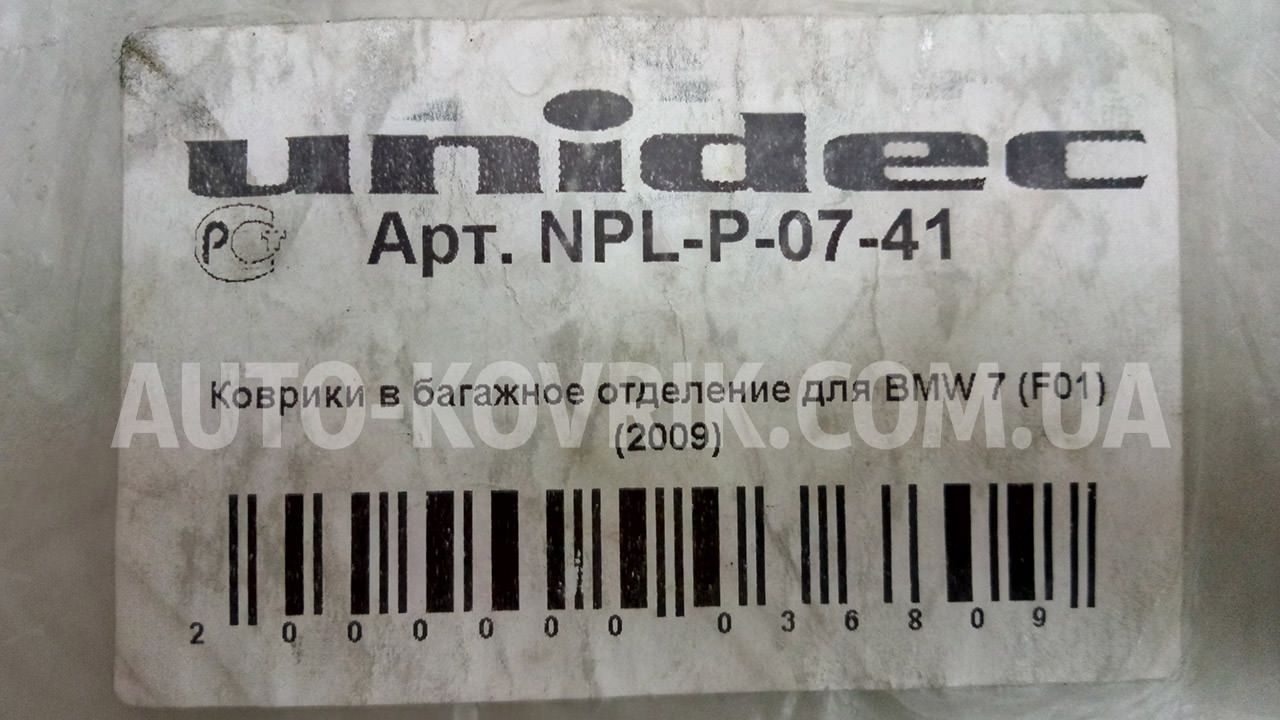 unidec
Арт. NPL-P-07-41
AUTO-KOVRIK.COM.UA
Коврики в багажное отделение для BMW 7 (F01)
(2009)
2 000000 036809